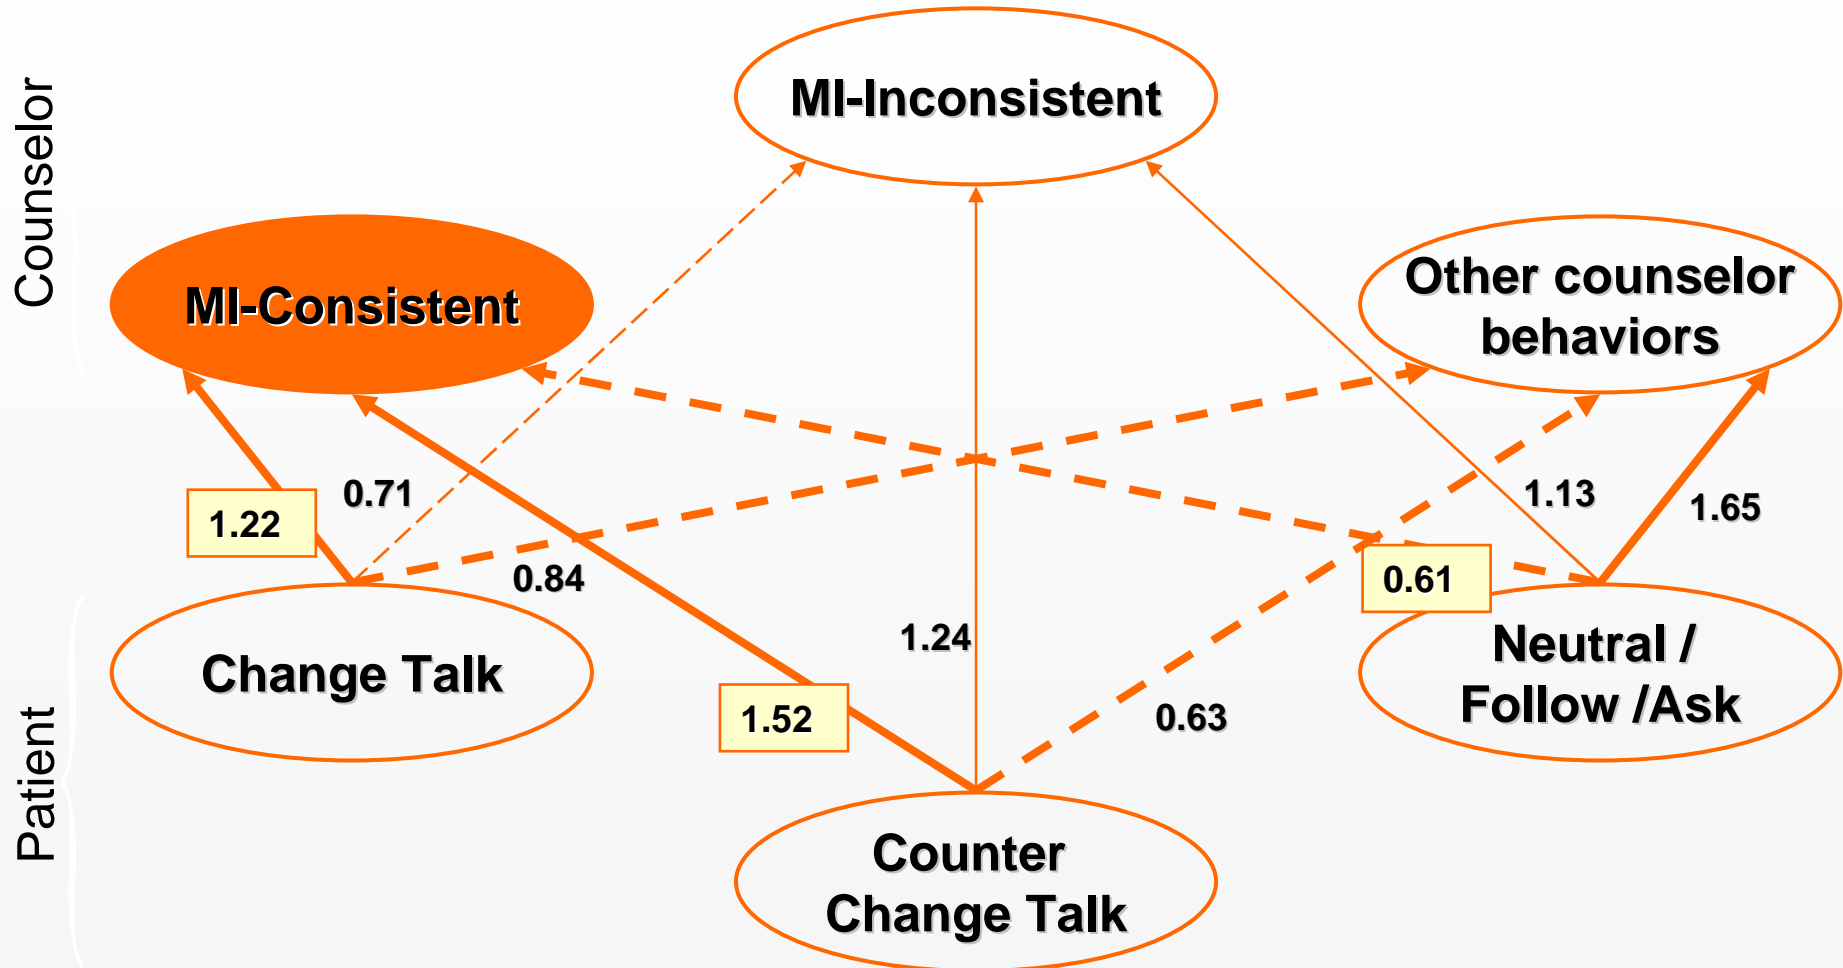 Counselor
MI-Inconsistent
MI-Consistent
Other counselor
behaviors
0.71
1.22
1.13
1.65
0.84
0.61
1.24
0.63
1.52
Patient
Change Talk
Neutral /
Follow /Ask
Counter
Change Talk